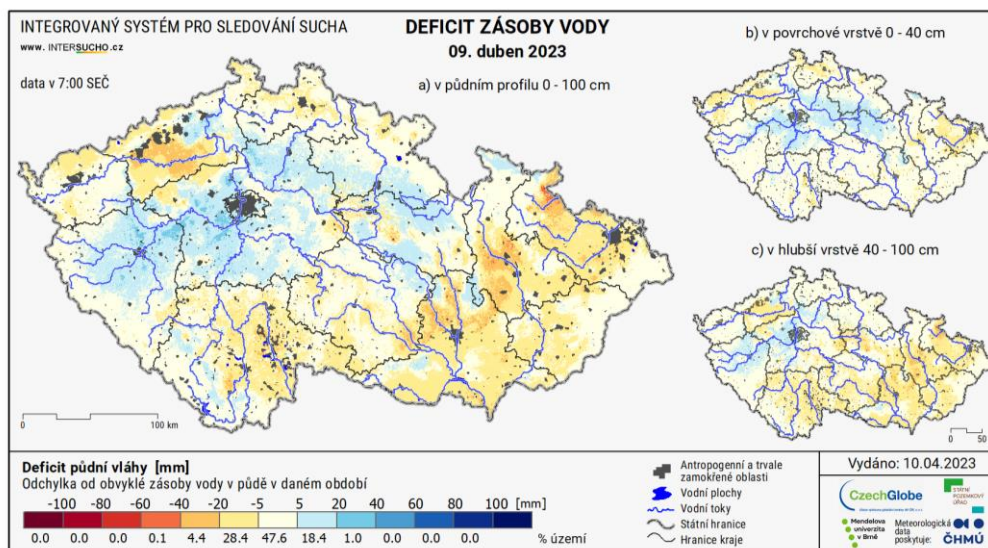 INTEGROVANÝ SYSTÉM PRO SLEDOVÁNÍ SUCHA
www. INTERSUCHO.cz
data v 7:00 SEČ
DEFICIT ZÁSOBY VODY
09. duben 2023
a) v půdním profilu 0 - 100 cm
b) v povrchové vrstvě 0 - 40 cm
c) v hlubší vrstvě 40 - 100 cm
0 100 km
0 50
Deficit půdní vláhy [mm]
Odchylka od obvyklé zásoby vody v půdě v daném období
-100 -80 -60 -40 -20 -5 5 20 40 60 80 100 [mm]
0.0 0.0 0.0 0.1 4.4 28.4 47.6 18.4 1.0 0.0 0.0 0.0 0.0 % území
Antropogenní a trvale
zamokřené oblasti
Vodní plochy
Vodní toky
Státní hranice
Hranice kraje
Vydáno: 10.04.2023
CzechGlobe
STÁTNÍ
POZEMKOVÝ
ÚŘAD
Mendelova
univerzita
v Brně
Meteorologická
data
poskytuje:
ČHMÚ